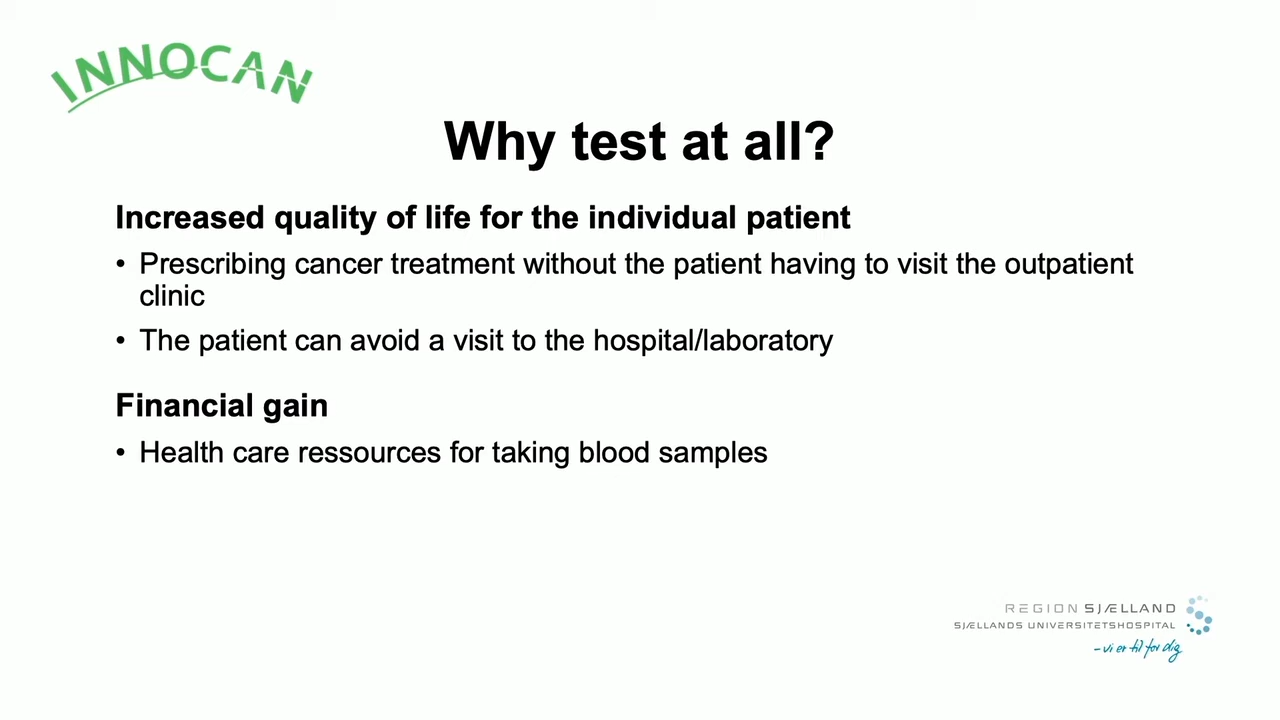 INNOCAN
Why test at all?
Increased quality of life for the individual patient
• Prescribing cancer treatment without the patient having to visit the outpatient
clinic
• The patient can avoid a visit to the hospital/laboratory
Financial gain
• Health care ressources for taking blood samples
REGION SJÆLLAND
SJÆLLANDS UNIVERSITETSHOSPITAL
- vi er til for dig